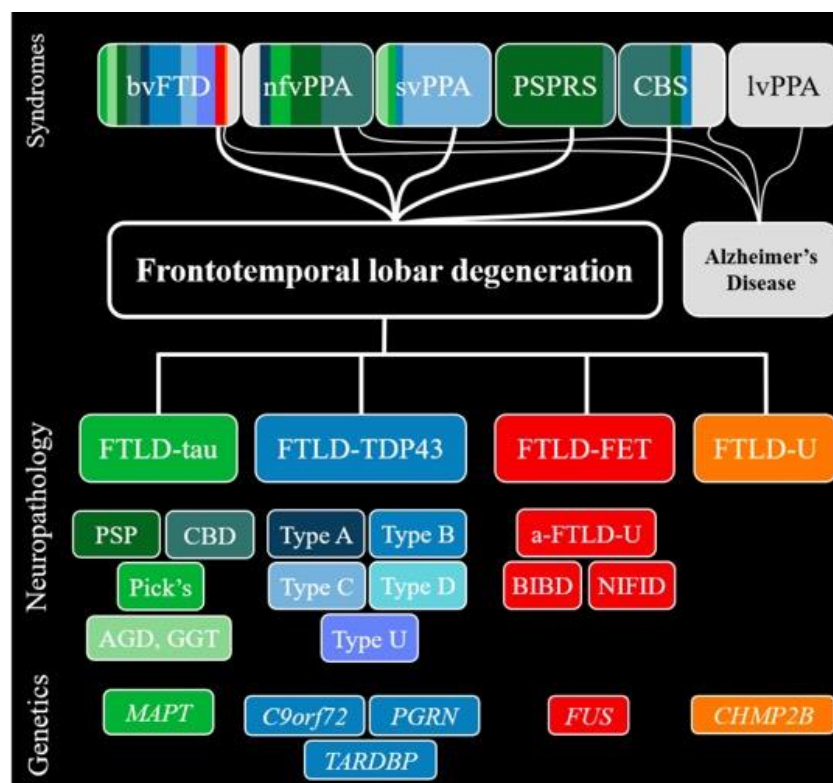 Syndromes
bvFTD
nfvPPA
svPPA
PSPRS
CBS
lvPPA
Frontotemporal lobar degeneration
Alzheimer's
Disease
Neuropathology
FTLD-tau
FTLD-TDP43
FTLD-FET
FTLD-U
PSP
CBD
Type A
Type B
a-FTLD-U
Pick's
Type C
Type D
BIBD
NIFID
AGD, GGT
Type U
Genetics
MAPT
C9orf72
PGRN
FUS
CHMP2B
TARDBP